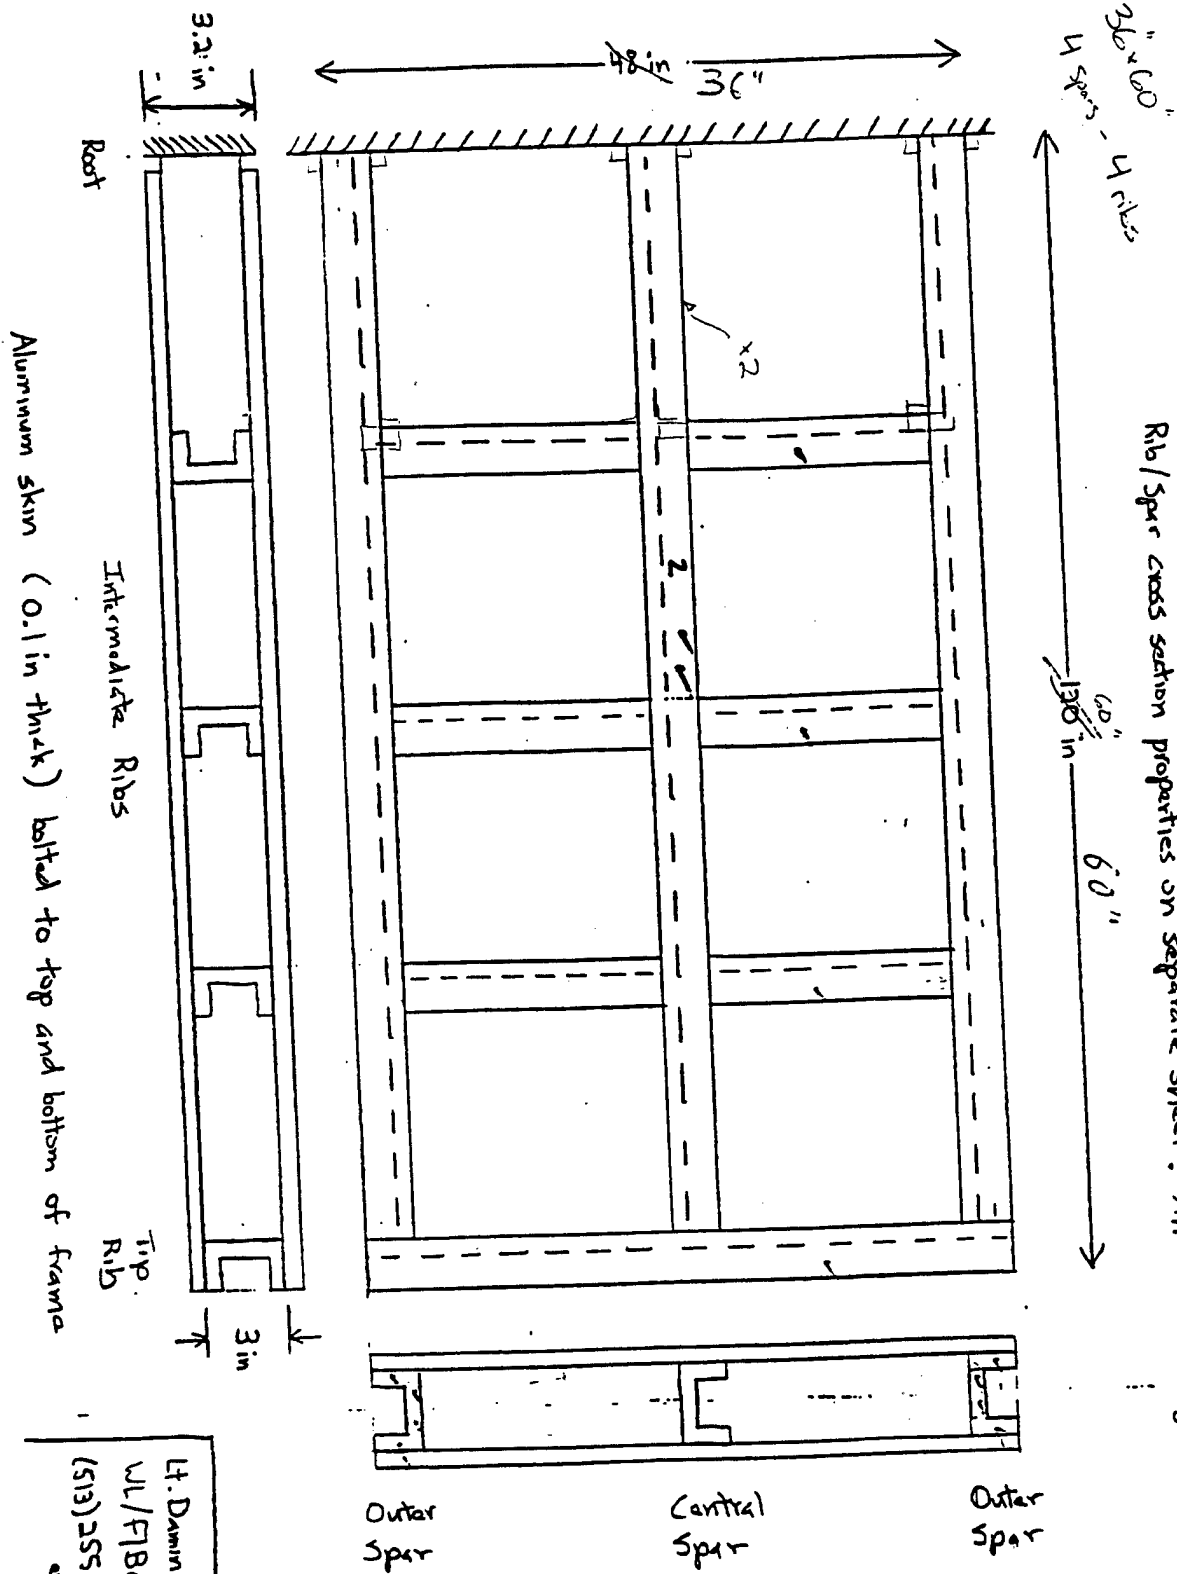 36" x 60"
4 spars - 4 ribs
Rib/Spar cross section properties on separate sheet.
120 in
60"
60"
48 in
36"
3.2 in
Root
x2
2
Intermediate Ribs
Tip
Rib
3 in
Aluminum skin (0.1 in thick) bolted to top and bottom of frame
Outer
Spar
Central
Spar
Outer
Spar
Lt. Damin
WL/FIB
(513)255